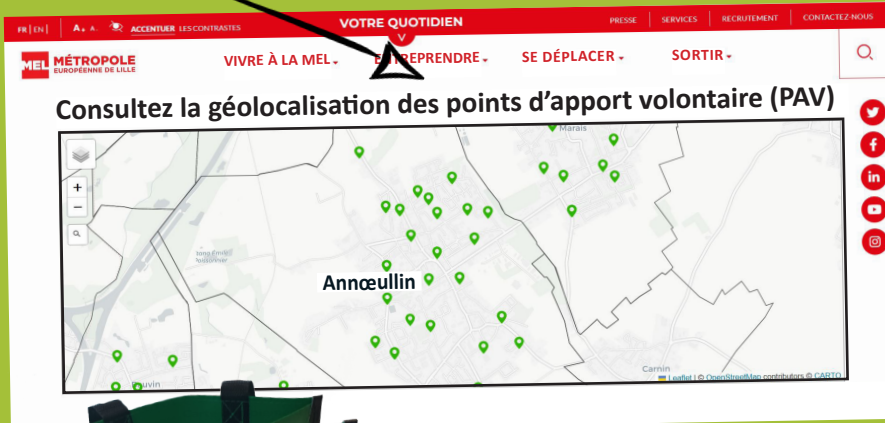 FR | EN | A+ A- ACCENTUER LES CONTRASTES
VOTRE QUOTIDIEN
PRESSE SERVICES RECRUTEMENT CONTACTEZ-NOUS
MEL MÉTROPOLE
EUROPÉENNE DE LILLE
VIVRE À LA MEL ENTREPRENDRE SE DÉPLACER SORTIR
Consultez la géolocalisation des points d'apport volontaire (PAV)
Marais
+
−
Annœullin
Carnin
Leaflet | © OpenStreetMap contributors © CARTO